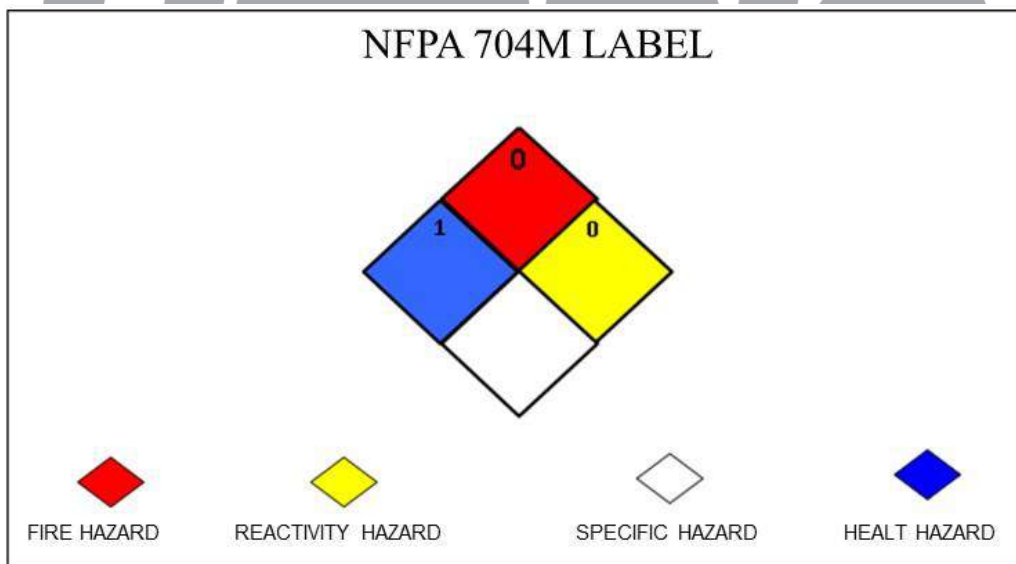 NFPA 704M LABEL
0
1
0
FIRE HAZARD
REACTIVITY HAZARD
SPECIFIC HAZARD
HEALT HAZARD